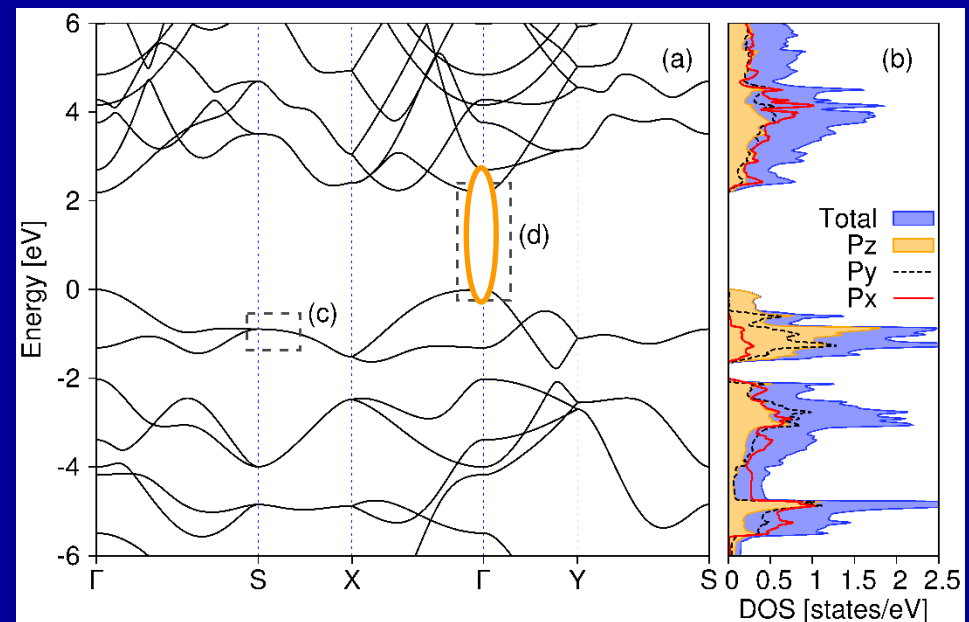 6
4
2
0
-2
-4
-6
Energy [eV]
(a)
(c)
(d)
Γ S X Γ Y S
(b)
Total
Pz
Py
Px
0 0.5 1 1.5 2 2.5
DOS [states/eV]